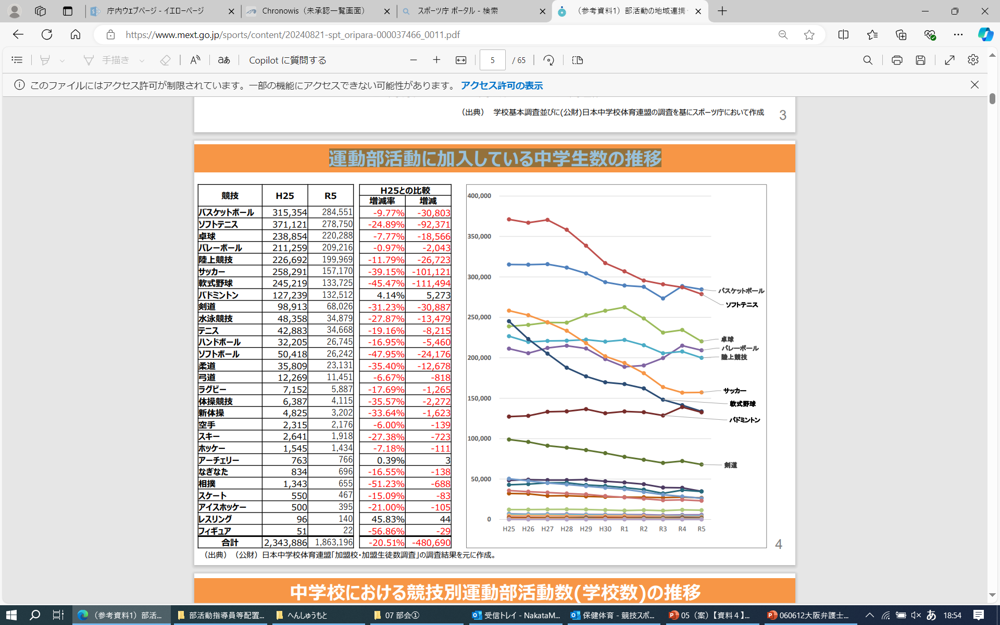 庁内ウェブページ - イエローページ
Chronowis（未承認一覧画面）
スポーツ庁 ポータル - 検索
（参考資料1）部活動の地域連携
https://www.mext.go.jp/sports/content/20240821-spt_oripara-000037466_0011.pdf
手描き
aあ
Copilot に質問する
5
/ 65
このファイルにはアクセス許可が制限されています。一部の機能にアクセスできない可能性があります。 アクセス許可の表示
（出典） 学校基本調査並びに(公財)日本中学校体育連盟の調査を基にスポーツ庁において作成
3
運動部活動に加入している中学生数の推移
競技 H25 R5 H25との比較
増減率 増減
バスケットボール 315,354 284,551 -9.77% -30,803
ソフトテニス 371,121 278,750 -24.89% -92,371
卓球 238,854 220,288 -7.77% -18,566
バレーボール 211,259 209,216 -0.97% -2,043
陸上競技 226,692 199,969 -11.79% -26,723
サッカー 258,291 157,170 -39.15% -101,121
軟式野球 245,219 133,725 -45.47% -111,494
バドミントン 127,239 132,512 4.14% 5,273
剣道 98,913 68,026 -31.23% -30,887
水泳競技 48,358 34,879 -27.87% -13,479
テニス 42,883 34,668 -19.16% -8,215
ハンドボール 32,205 26,745 -16.95% -5,460
ソフトボール 50,418 26,242 -47.95% -24,176
柔道 35,809 23,131 -35.40% -12,678
弓道 12,269 11,451 -6.67% -818
ラグビー 7,152 5,887 -17.69% -1,265
体操競技 6,387 4,115 -35.57% -2,272
新体操 4,825 3,202 -33.64% -1,623
空手 2,315 2,176 -6.00% -139
スキー 2,641 1,918 -27.38% -723
ホッケー 1,545 1,434 -7.18% -111
アーチェリー 763 766 0.39% 3
なぎなた 834 696 -16.55% -138
相撲 1,343 655 -51.23% -688
スケート 550 467 -15.09% -83
アイスホッケー 500 395 -21.00% -105
レスリング 96 140 45.83% 44
フィギュア 51 22 -56.86% -29
合計 2,343,886 1,863,196 -20.51% -480,690
400,000
350,000
300,000
250,000
200,000
150,000
100,000
50,000
0
H25 H26 H27 H28 H29 H30 R1 R2 R3 R4 R5
バスケットボール
ソフトテニス
卓球
バレーボール
陸上競技
サッカー
軟式野球
バドミントン
剣道
4
（出典）（公財）日本中学校体育連盟「加盟校・加盟生徒数調査」の調査結果を元に作成。
中学校における競技別運動部活動数(学校数)の推移
（参考資料1）部活...
部活動指導員等配置...
へんしゅうもと
07 部会①
受信トレイ - NakataM...
保健体育 - 競技スポ...
05（案）【資料４】...
060612大阪弁護士...
あ
18:54